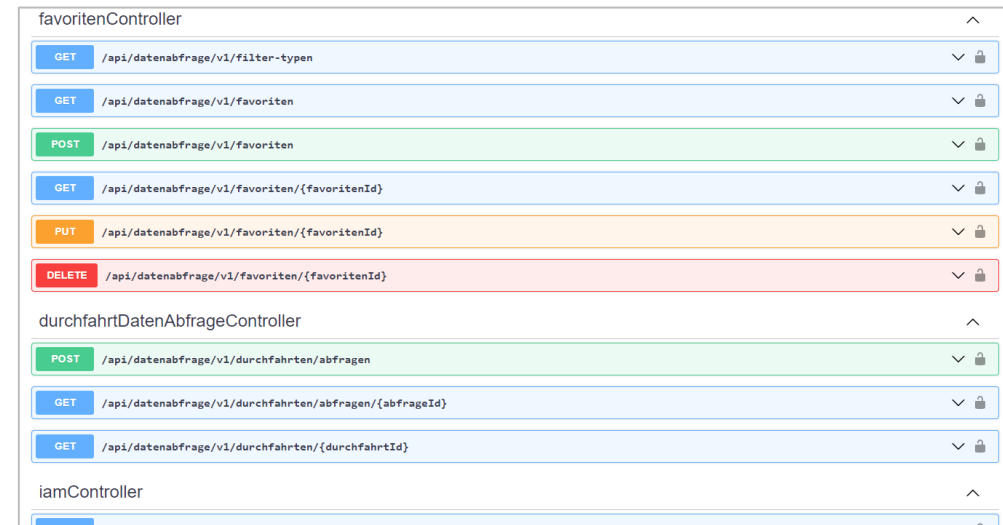 favoritenController
GET /api/datenabfrage/v1/filter-typen
GET /api/datenabfrage/v1/favoriten
POST /api/datenabfrage/v1/favoriten
GET /api/datenabfrage/v1/favoriten/{favoritenId}
PUT /api/datenabfrage/v1/favoriten/{favoritenId}
DELETE /api/datenabfrage/v1/favoriten/{favoritenId}
durchfahrtDatenAbfrageController
POST /api/datenabfrage/v1/durchfahrten/abfragen
GET /api/datenabfrage/v1/durchfahrten/abfragen/{abfrageId}
GET /api/datenabfrage/v1/durchfahrten/{durchfahrtId}
iamController